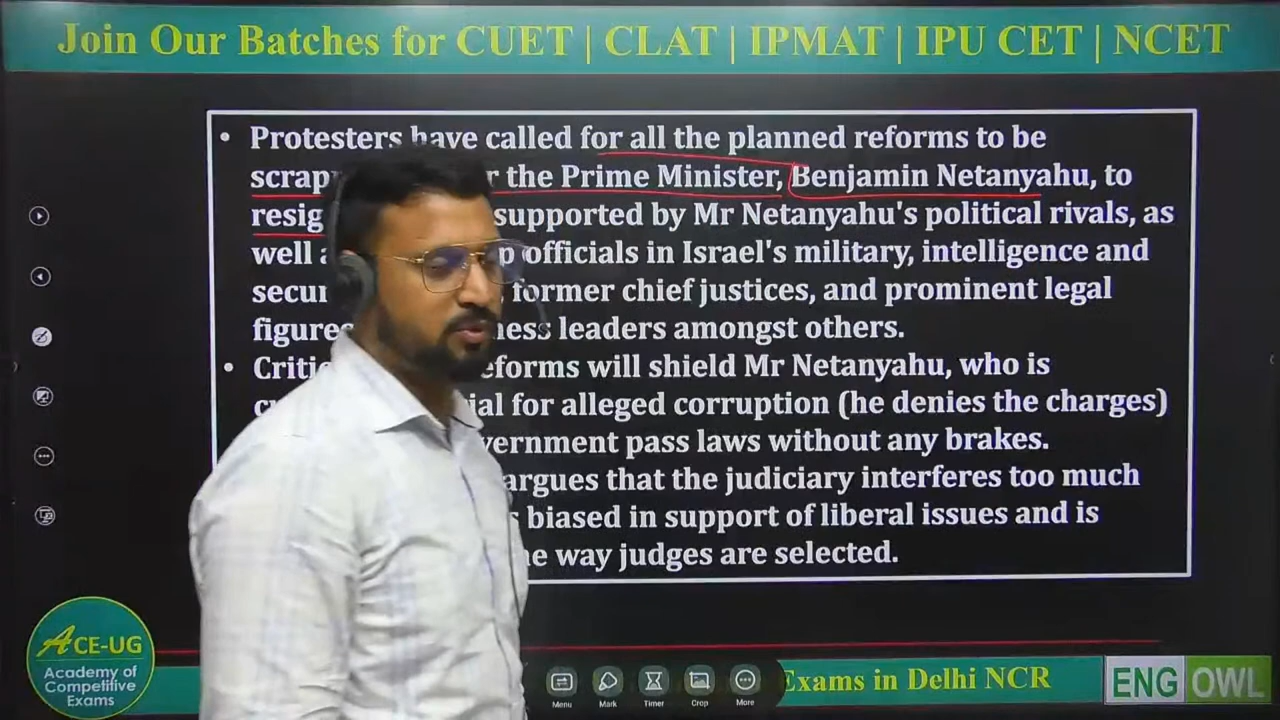 Join Our Batches for CUET | CLAT | IPMAT | IPU CET | NCET
• Protesters have called for all the planned reforms to be
scrap the Prime Minister, Benjamin Netanyahu, to
resig supported by Mr Netanyahu's political rivals, as
well officials in Israel's military, intelligence and
secur former chief justices, and prominent legal
figures ness leaders amongst others.
• Critic eforms will shield Mr Netanyahu, who is
ial for alleged corruption (he denies the charges)
vernment pass laws without any brakes.
argues that the judiciary interferes too much
biased in support of liberal issues and is
way judges are selected.
ACE-UG
Academy of
Competitive
Exams
Menu Mark Timer Crop More
Exams in Delhi NCR
ENG OWL